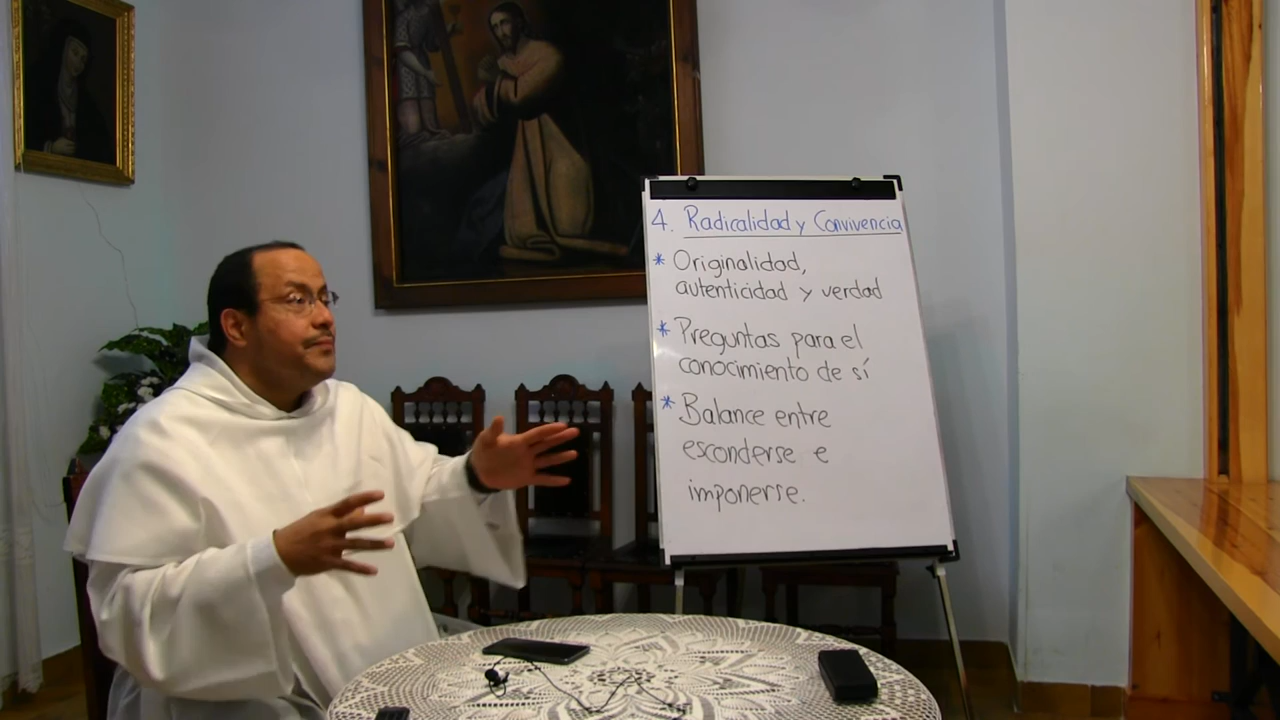 4. Radicalidad y Convivencia
* Originalidad,
autenticidad y verdad
* Preguntas para el
conocimiento de sí
* Balance entre
esconderse e
imponerse.